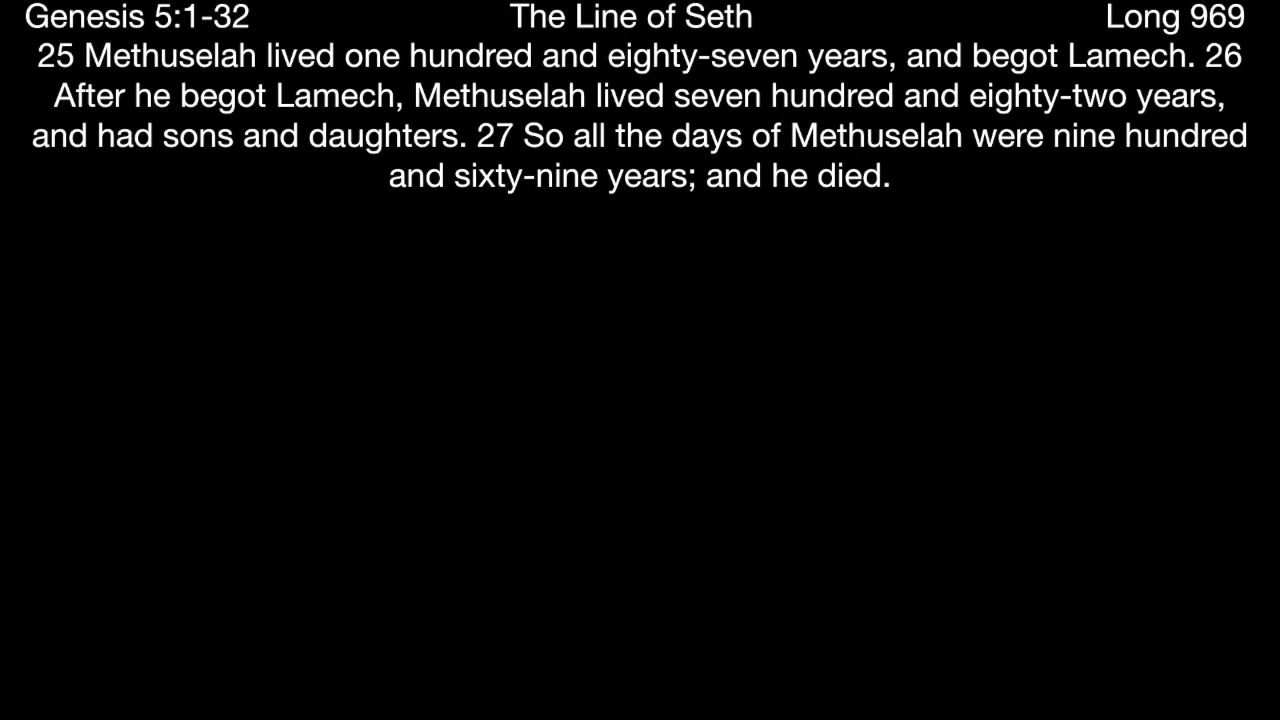 Genesis 5:1-32 The Line of Seth Long 969
25 Methuselah lived one hundred and eighty-seven years, and begot Lamech. 26
After he begot Lamech, Methuselah lived seven hundred and eighty-two years,
and had sons and daughters. 27 So all the days of Methuselah were nine hundred
and sixty-nine years; and he died.